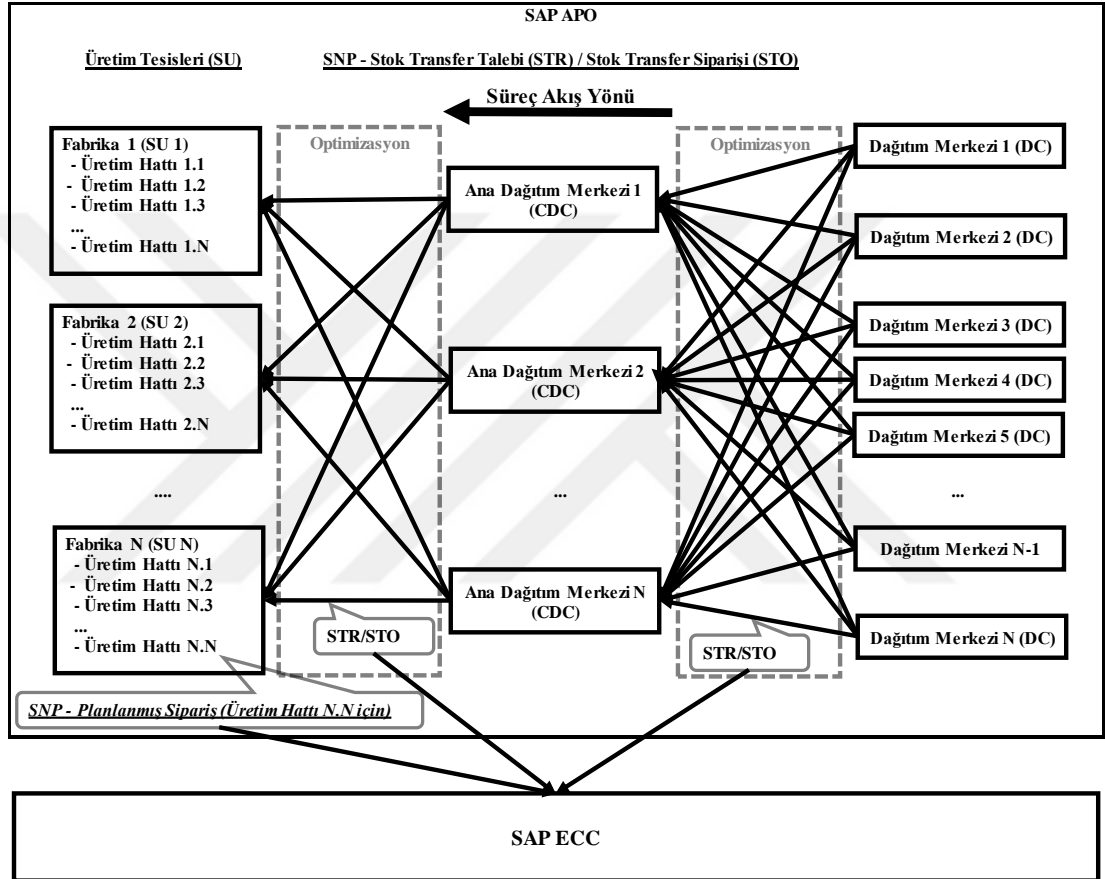 SAP APO
Üretim Tesisleri (SU)
SNP - Stok Transfer Talebi (STR) / Stok Transfer Siparişi (STO)
Süreç Akış Yönü
Optimizasyon
Optimizasyon
Fabrika 1 (SU 1)
- Üretim Hattı 1.1
- Üretim Hattı 1.2
- Üretim Hattı 1.3
...
- Üretim Hattı 1.N
Fabrika 2 (SU 2)
- Üretim Hattı 2.1
- Üretim Hattı 2.2
- Üretim Hattı 2.3
...
- Üretim Hattı 2.N
....
Fabrika N (SU N)
- Üretim Hattı N.1
- Üretim Hattı N.2
- Üretim Hattı N.3
...
- Üretim Hattı N.N
Ana Dağıtım Merkezi 1
(CDC)
Ana Dağıtım Merkezi 2
(CDC)
...
Ana Dağıtım Merkezi N
(CDC)
Dağıtım Merkezi 1 (DC)
Dağıtım Merkezi 2 (DC)
Dağıtım Merkezi 3 (DC)
Dağıtım Merkezi 4 (DC)
Dağıtım Merkezi 5 (DC)
...
Dağıtım Merkezi N-1
Dağıtım Merkezi N (DC)
STR/STO
STR/STO
SNP - Planlanmış Sipariş (Üretim Hattı N.N için)
SAP ECC